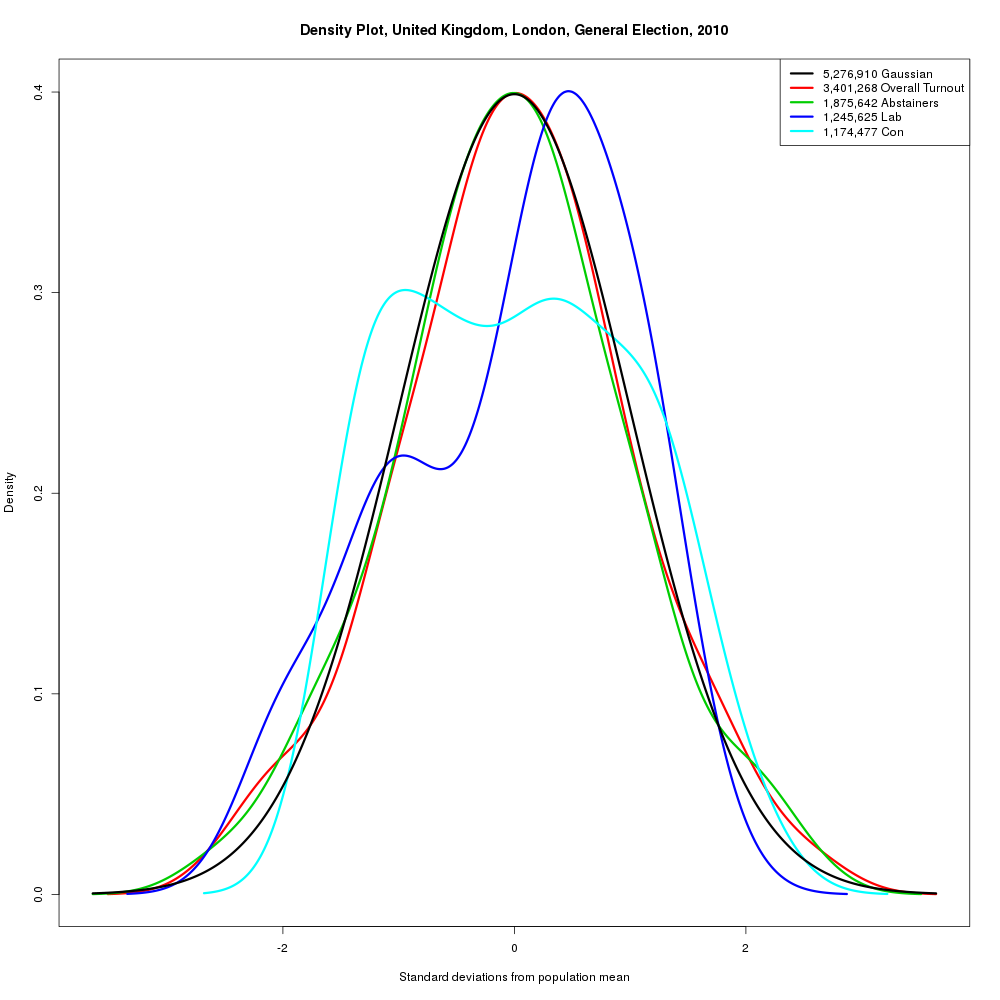 Density Plot, United Kingdom, London, General Election, 2010
5,276,910 Gaussian
3,401,268 Overall Turnout
1,875,642 Abstainers
1,245,625 Lab
1,174,477 Con
0.4
0.3
0.2
0.1
0.0
Density
-2 0 2
Standard deviations from population mean